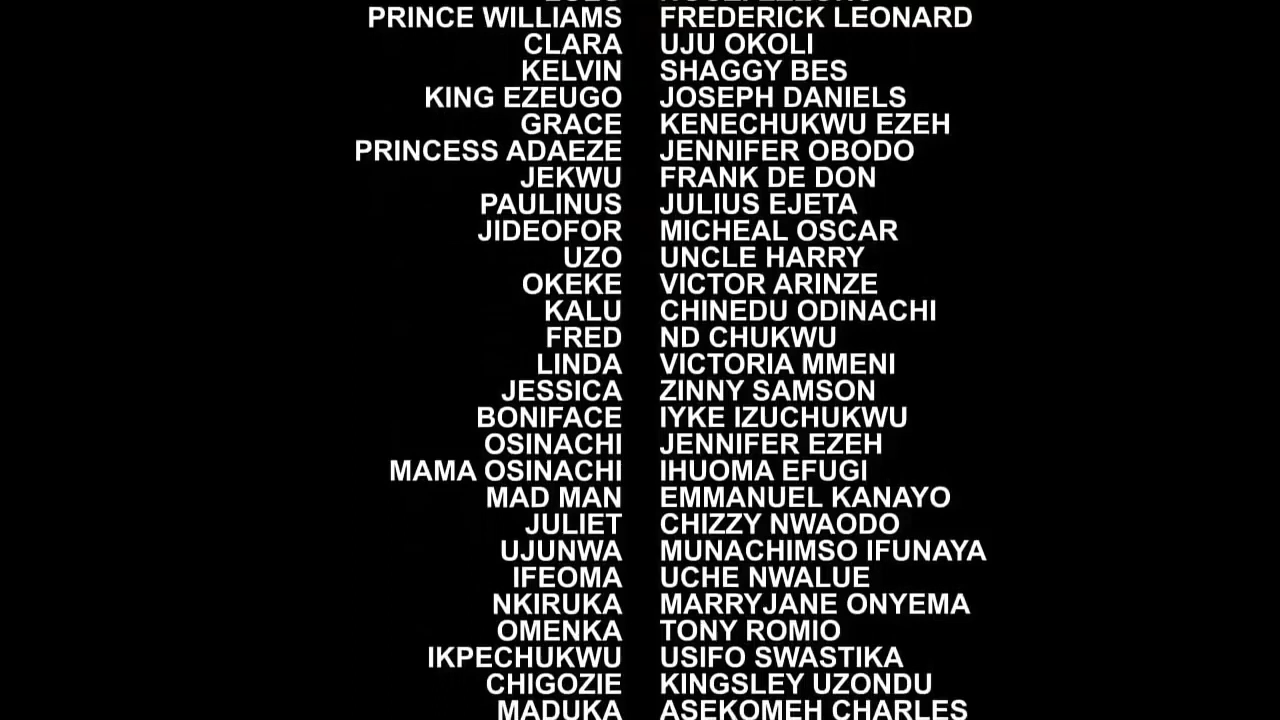 PRINCE WILLIAMS FREDERICK LEONARD
CLARA UJU OKOLI
KELVIN SHAGGY BES
KING EZEUGO JOSEPH DANIELS
GRACE KENECHUKWU EZEH
PRINCESS ADAEZE JENNIFER OBODO
JEKWU FRANK DE DON
PAULINUS JULIUS EJETA
JIDEOFOR MICHEAL OSCAR
UZO UNCLE HARRY
OKEKE VICTOR ARINZE
KALU CHINEDU ODINACHI
FRED ND CHUKWU
LINDA VICTORIA MMENI
JESSICA ZINNY SAMSON
BONIFACE IYKE IZUCHUKWU
OSINACHI JENNIFER EZEH
MAMA OSINACHI IHUOMA EFUGI
MAD MAN EMMANUEL KANAYO
JULIET CHIZZY NWAODO
UJUNWA MUNACHIMSO IFUNAYA
IFEOMA UCHE NWALUE
NKIRUKA MARRYJANE ONYEMA
OMENKA TONY ROMIO
IKPECHUKWU USIFO SWASTIKA
CHIGOZIE KINGSLEY UZONDU
MADUKA ASEKOMEH CHARLES